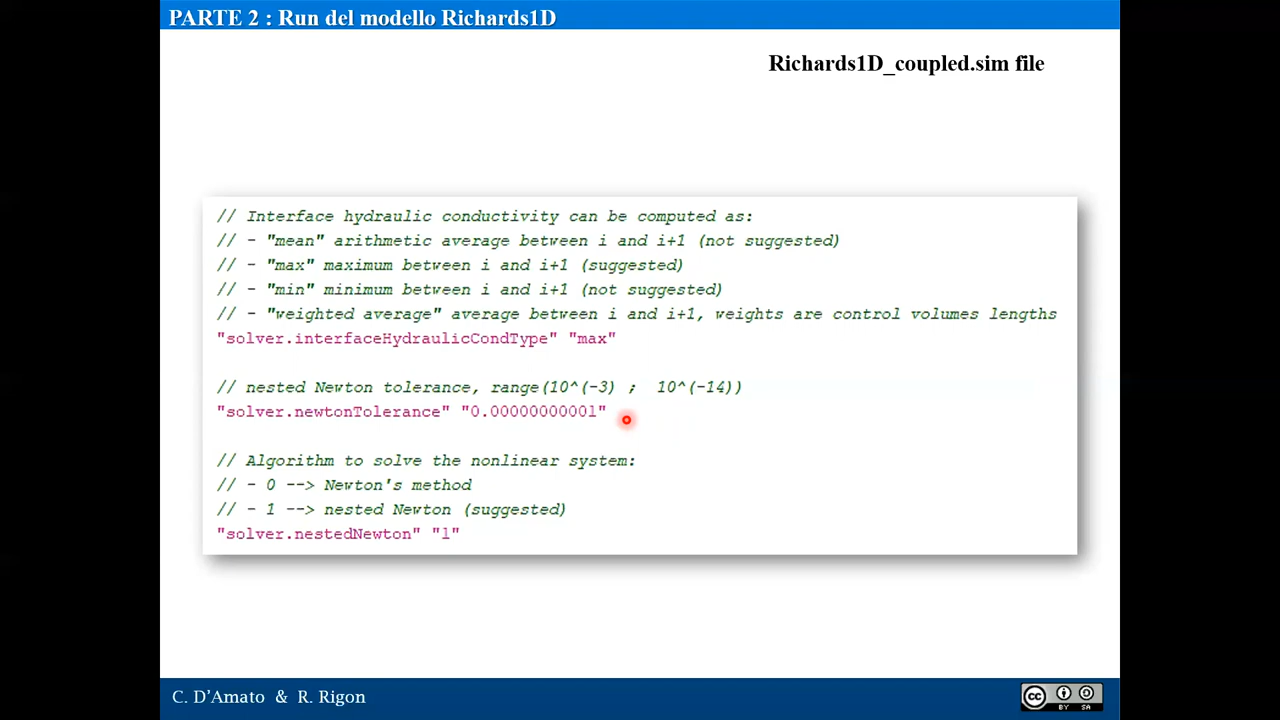 PARTE 2 : Run del modello Richards1D
Richards1D_coupled.sim file
// Interface hydraulic conductivity can be computed as:
// - "mean" arithmetic average between i and i+1 (not suggested)
// - "max" maximum between i and i+1 (suggested)
// - "min" minimum between i and i+1 (not suggested)
// - "weighted average" average between i and i+1, weights are control volumes lengths
"solver.interfaceHydraulicCondType" "max"
// nested Newton tolerance, range(10^(-3) ;  10^(-14))
"solver.newtonTolerance" "0.00000000001"
// Algorithm to solve the nonlinear system:
// - 0 --> Newton's method
// - 1 --> nested Newton (suggested)
"solver.nestedNewton" "1"
C. D'Amato & R. Rigon
cc BY SA